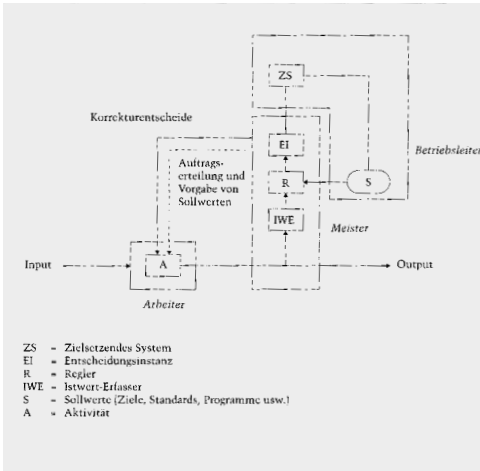 ZS
Korrekturentscheide
EI
Betriebsleiter
Auftrags-
erteilung und
Vorgabe von
Sollwerten
R
S
IWE
Meister
Input
A
Output
Arbeiter
ZS = Zielsetzendes System
EI = Entscheidungsinstanz
R = Regler
IWE = Istwert-Erfasser
S = Sollwerte (Ziele, Standards, Programme usw.)
A = Aktivität